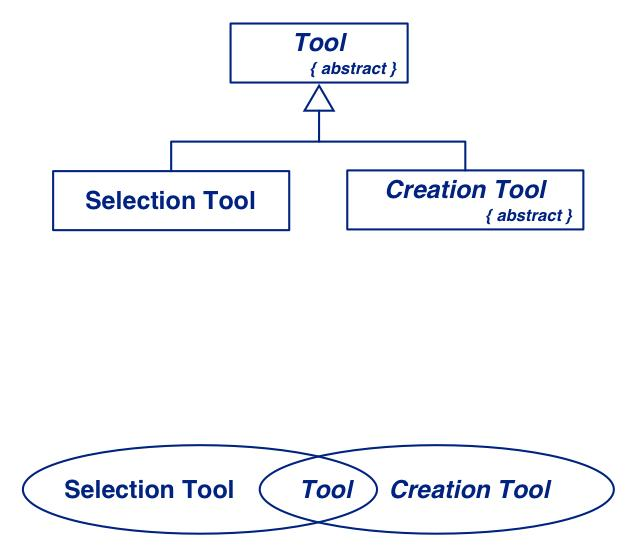 Tool
{ abstract }
Selection Tool
Creation Tool
{ abstract }
Selection Tool
Tool
Creation Tool